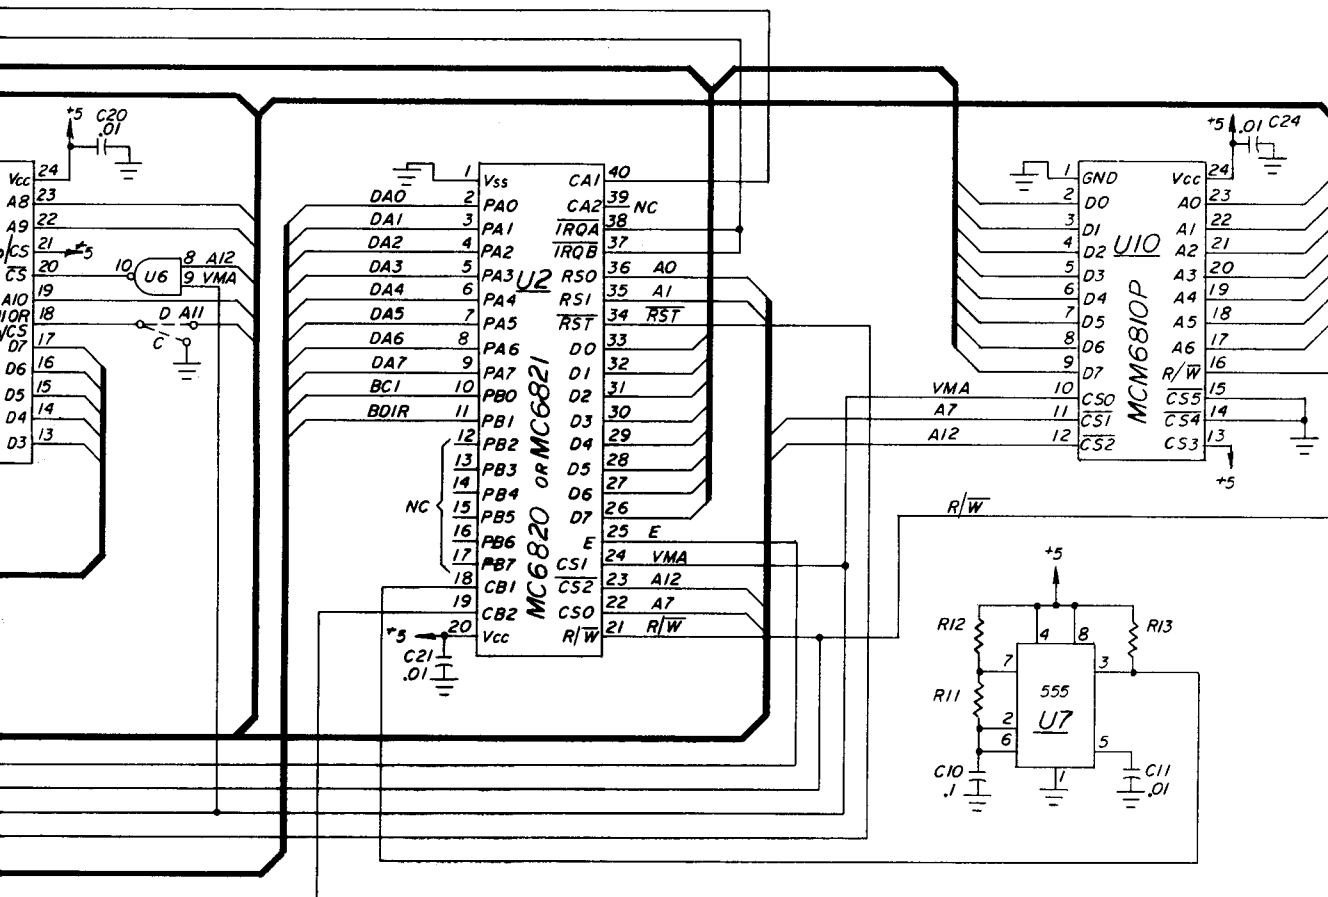 +5 C20
.01
Vcc 24
A8 23
A9 22
/CS 21 +5
CS 20
A10 19
18
/CS
D7 17
D6 16
D5 15
D4 14
D3 13
10 U6 8 A12
9 VMA
D A11
C
U2
MC6820 OR MC6821
1 Vss
DA0 2 PA0
DA1 3 PA1
DA2 4 PA2
DA3 5 PA3
DA4 6 PA4
DA5 7 PA5
DA6 8 PA6
DA7 9 PA7
BC1 10 PB0
BDIR 11 PB1
12 PB2
13 PB3
14 PB4
NC 15 PB5
16 PB6
17 PB7
18 CB1
19 CB2
+5 20 Vcc
C21
.01
CA1 40
CA2 39 NC
IRQA 38
IRQB 37
RS0 36 A0
RS1 35 A1
RST 34 RST
D0 33
D1 32
D2 31
D3 30
D4 29
D5 28
D6 27
D7 26
E 25 E
CS1 24 VMA
CS2 23 A12
CS0 22 A7
R/W 21 R/W
+5 .01 C24
U10
MCM6810P
1 GND
2 D0
3 D1
4 D2
5 D3
6 D4
7 D5
8 D6
9 D7
VMA 10 CS0
A7 11 CS1
A12 12 CS2
Vcc 24
A0 23
A1 22
A2 21
A3 20
A4 19
A5 18
A6 17
R/W 16
CS5 15
CS4 14
CS3 13
+5
R/W
+5
R12
R13
R11
4 8
7 3
555
U7
2
6 5
1
C10
.1
C11
.01